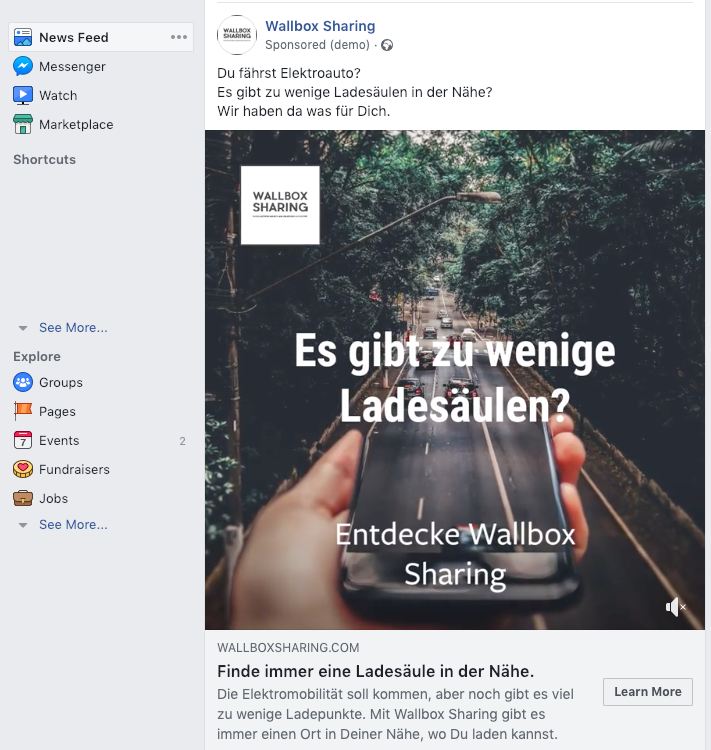 News Feed
Messenger
Watch
Marketplace
Shortcuts
See More...
Explore
Groups
Pages
Events 2
7
Fundraisers
Jobs
See More...
WALLBOX
SHARING
Wallbox Sharing
Sponsored (demo) ·
Du fährst Elektroauto?
Es gibt zu wenige Ladesäulen in der Nähe?
Wir haben da was für Dich.
WALLBOX
SHARING
Es gibt zu wenige
Ladesäulen?
Entdecke Wallbox
Sharing
WALLBOXSHARING.COM
Finde immer eine Ladesäule in der Nähe.
Die Elektromobilität soll kommen, aber noch gibt es viel
zu wenige Ladepunkte. Mit Wallbox Sharing gibt es
immer einen Ort in Deiner Nähe, wo Du laden kannst.
Learn More